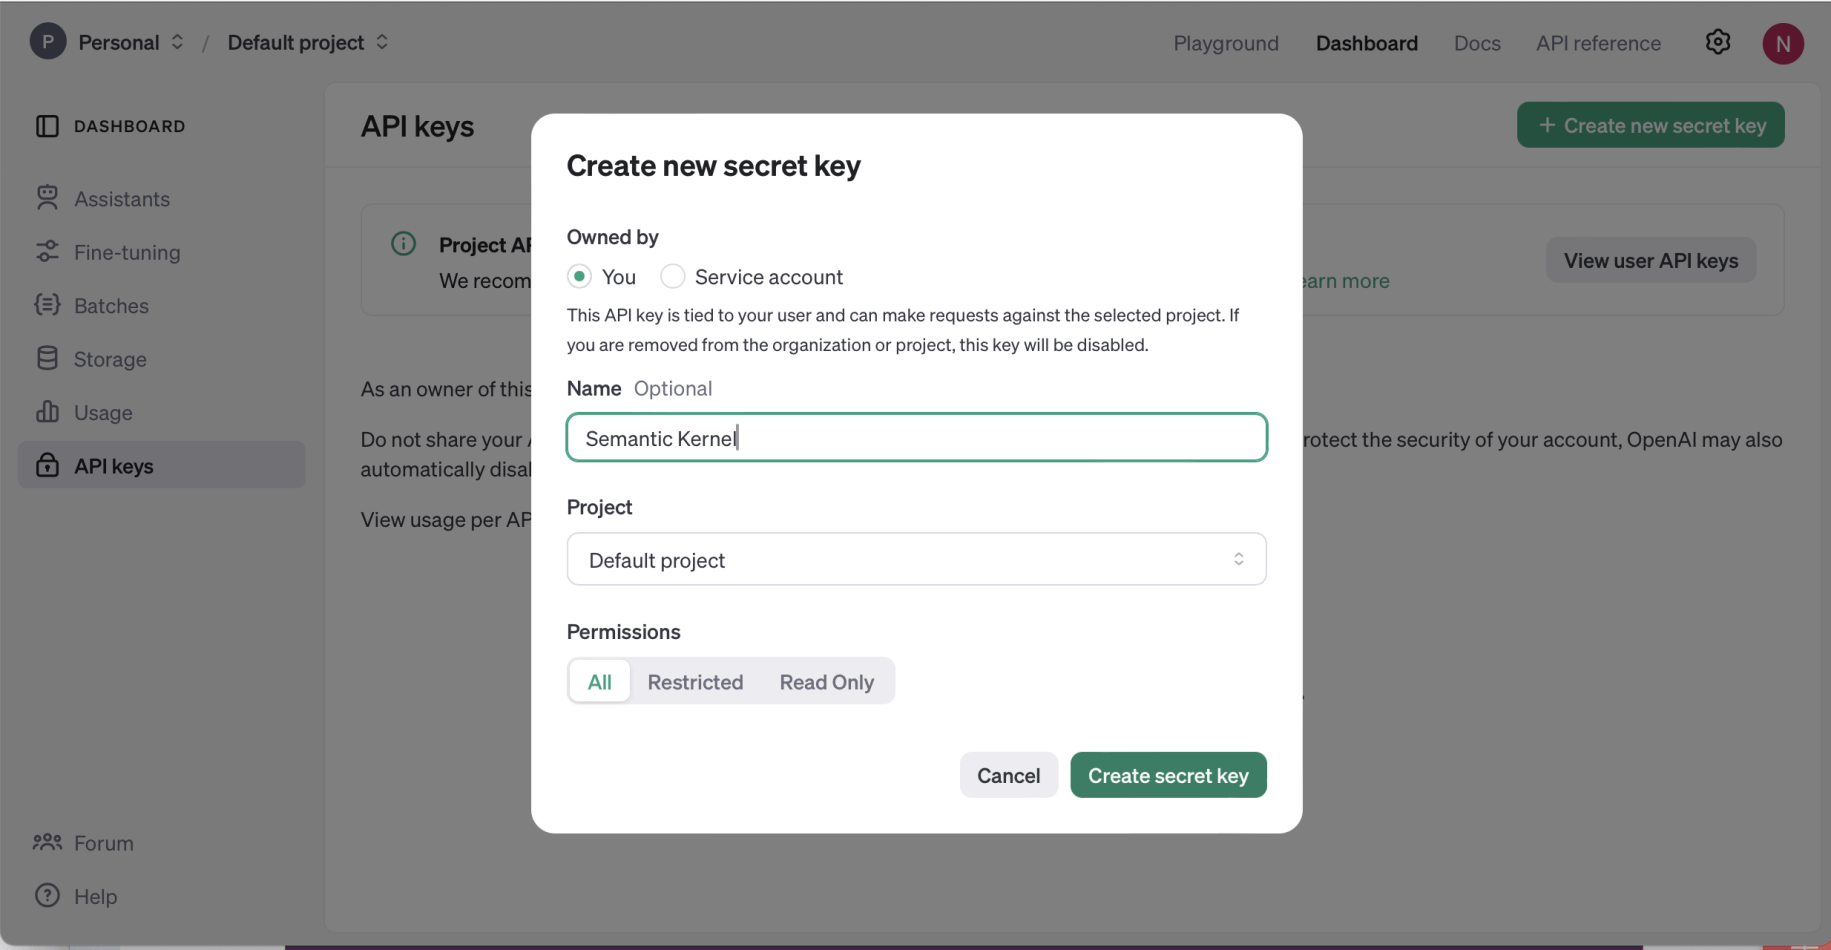 P Personal / Default project
Playground Dashboard Docs API reference N
DASHBOARD
Assistants
Fine-tuning
Batches
Storage
Usage
API keys
Forum
Help
API keys
+ Create new secret key
Project AP
We recom
earn more
View user API keys
As an owner of this
Do not share your
rotect the security of your account, OpenAI may also
automatically disal
View usage per AP
Create new secret key
Owned by
You Service account
This API key is tied to your user and can make requests against the selected project. If
you are removed from the organization or project, this key will be disabled.
Name Optional
Semantic Kernel
Project
Default project
Permissions
All Restricted Read Only
Cancel Create secret key